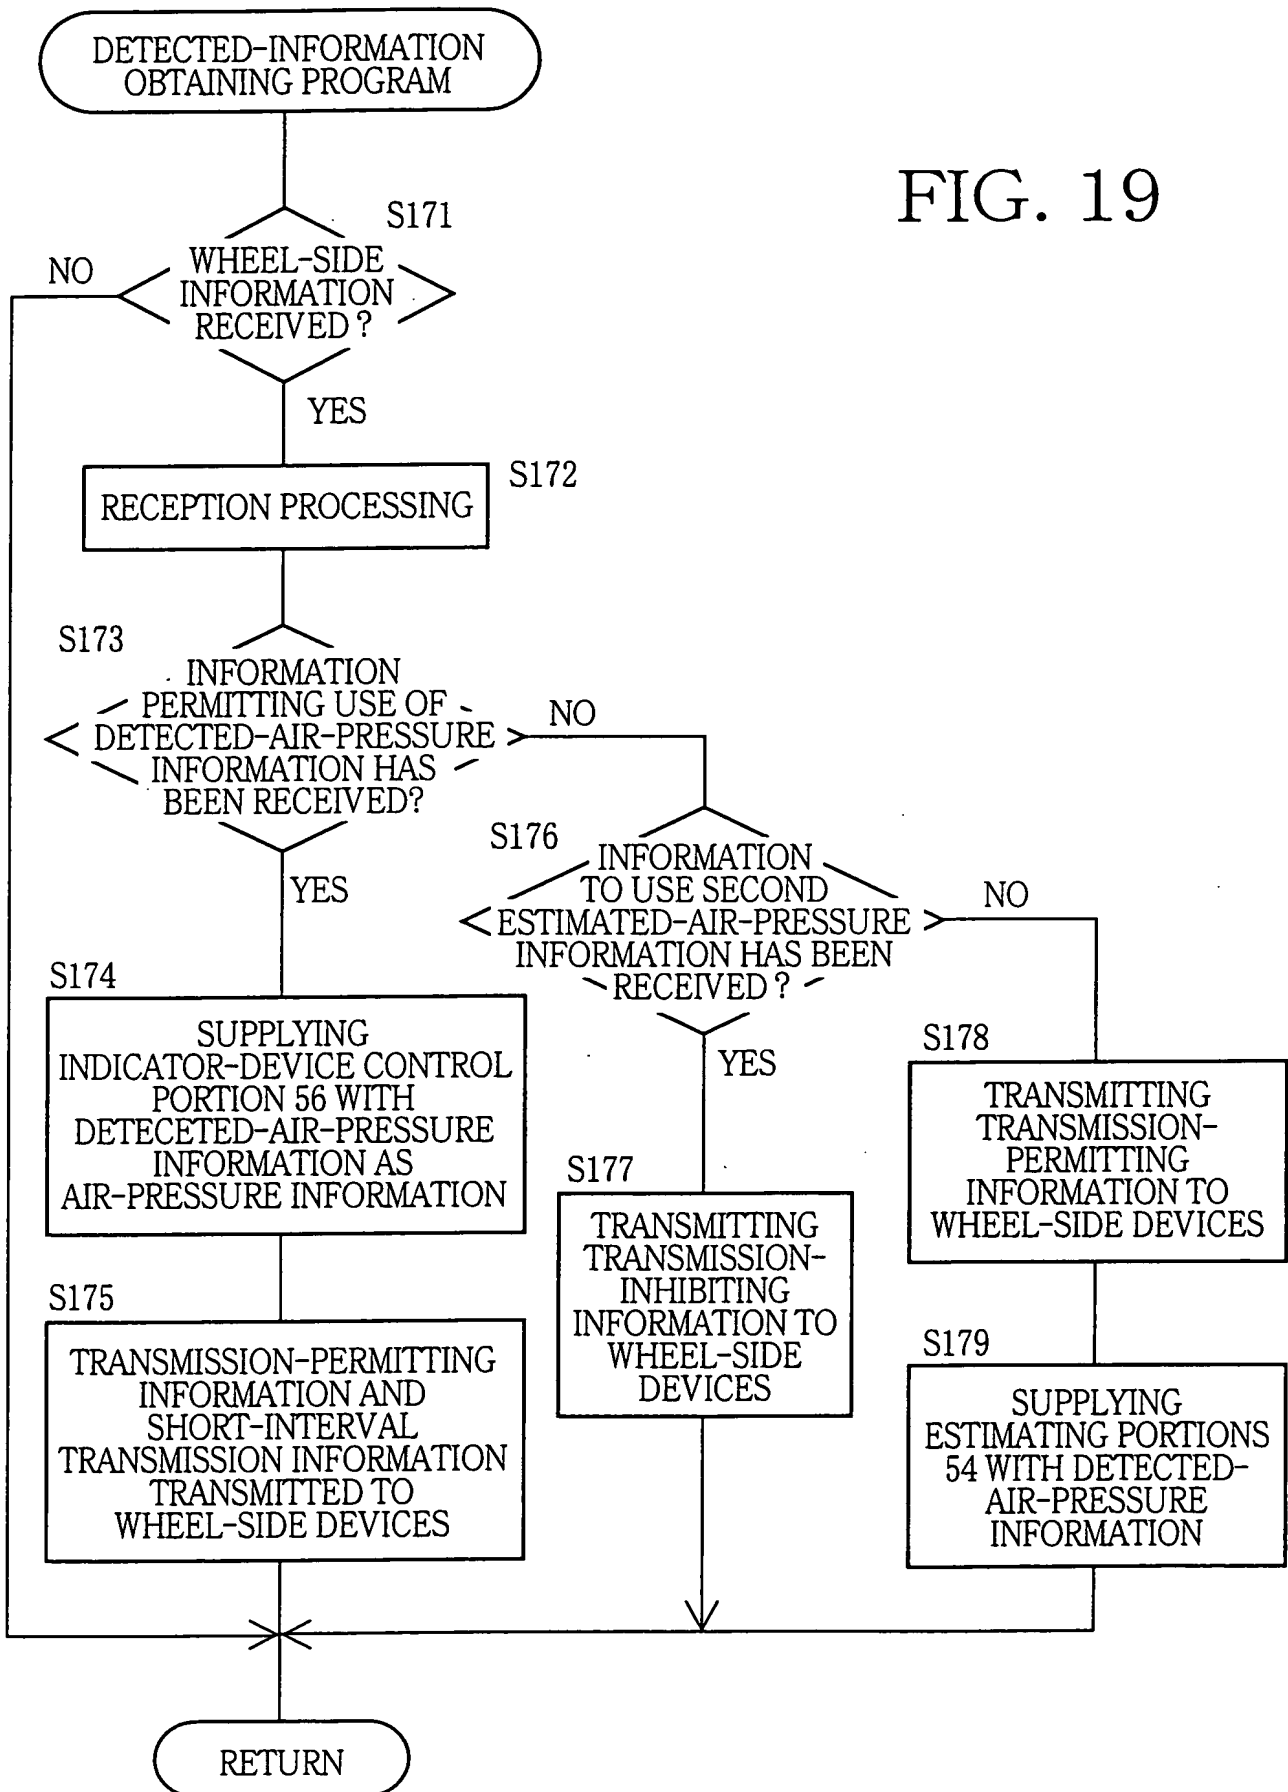 DETECTED-INFORMATION
OBTAINING PROGRAM
FIG. 19
S171
WHEEL-SIDE
INFORMATION
RECEIVED ?
NO
YES
S172
RECEPTION PROCESSING
S173
INFORMATION
PERMITTING USE OF
DETECTED-AIR-PRESSURE
INFORMATION HAS
BEEN RECEIVED?
NO
YES
S176
INFORMATION
TO USE SECOND
ESTIMATED-AIR-PRESSURE
INFORMATION HAS BEEN
RECEIVED ?
NO
YES
S174
SUPPLYING
INDICATOR-DEVICE CONTROL
PORTION 56 WITH
DETECETED-AIR-PRESSURE
INFORMATION AS
AIR-PRESSURE INFORMATION
S175
TRANSMISSION-PERMITTING
INFORMATION AND
SHORT-INTERVAL
TRANSMISSION INFORMATION
TRANSMITTED TO
WHEEL-SIDE DEVICES
S177
TRANSMITTING
TRANSMISSION-
INHIBITING
INFORMATION TO
WHEEL-SIDE
DEVICES
S178
TRANSMITTING
TRANSMISSION-
PERMITTING
INFORMATION TO
WHEEL-SIDE DEVICES
S179
SUPPLYING
ESTIMATING PORTIONS
54 WITH DETECTED-
AIR-PRESSURE
INFORMATION
RETURN